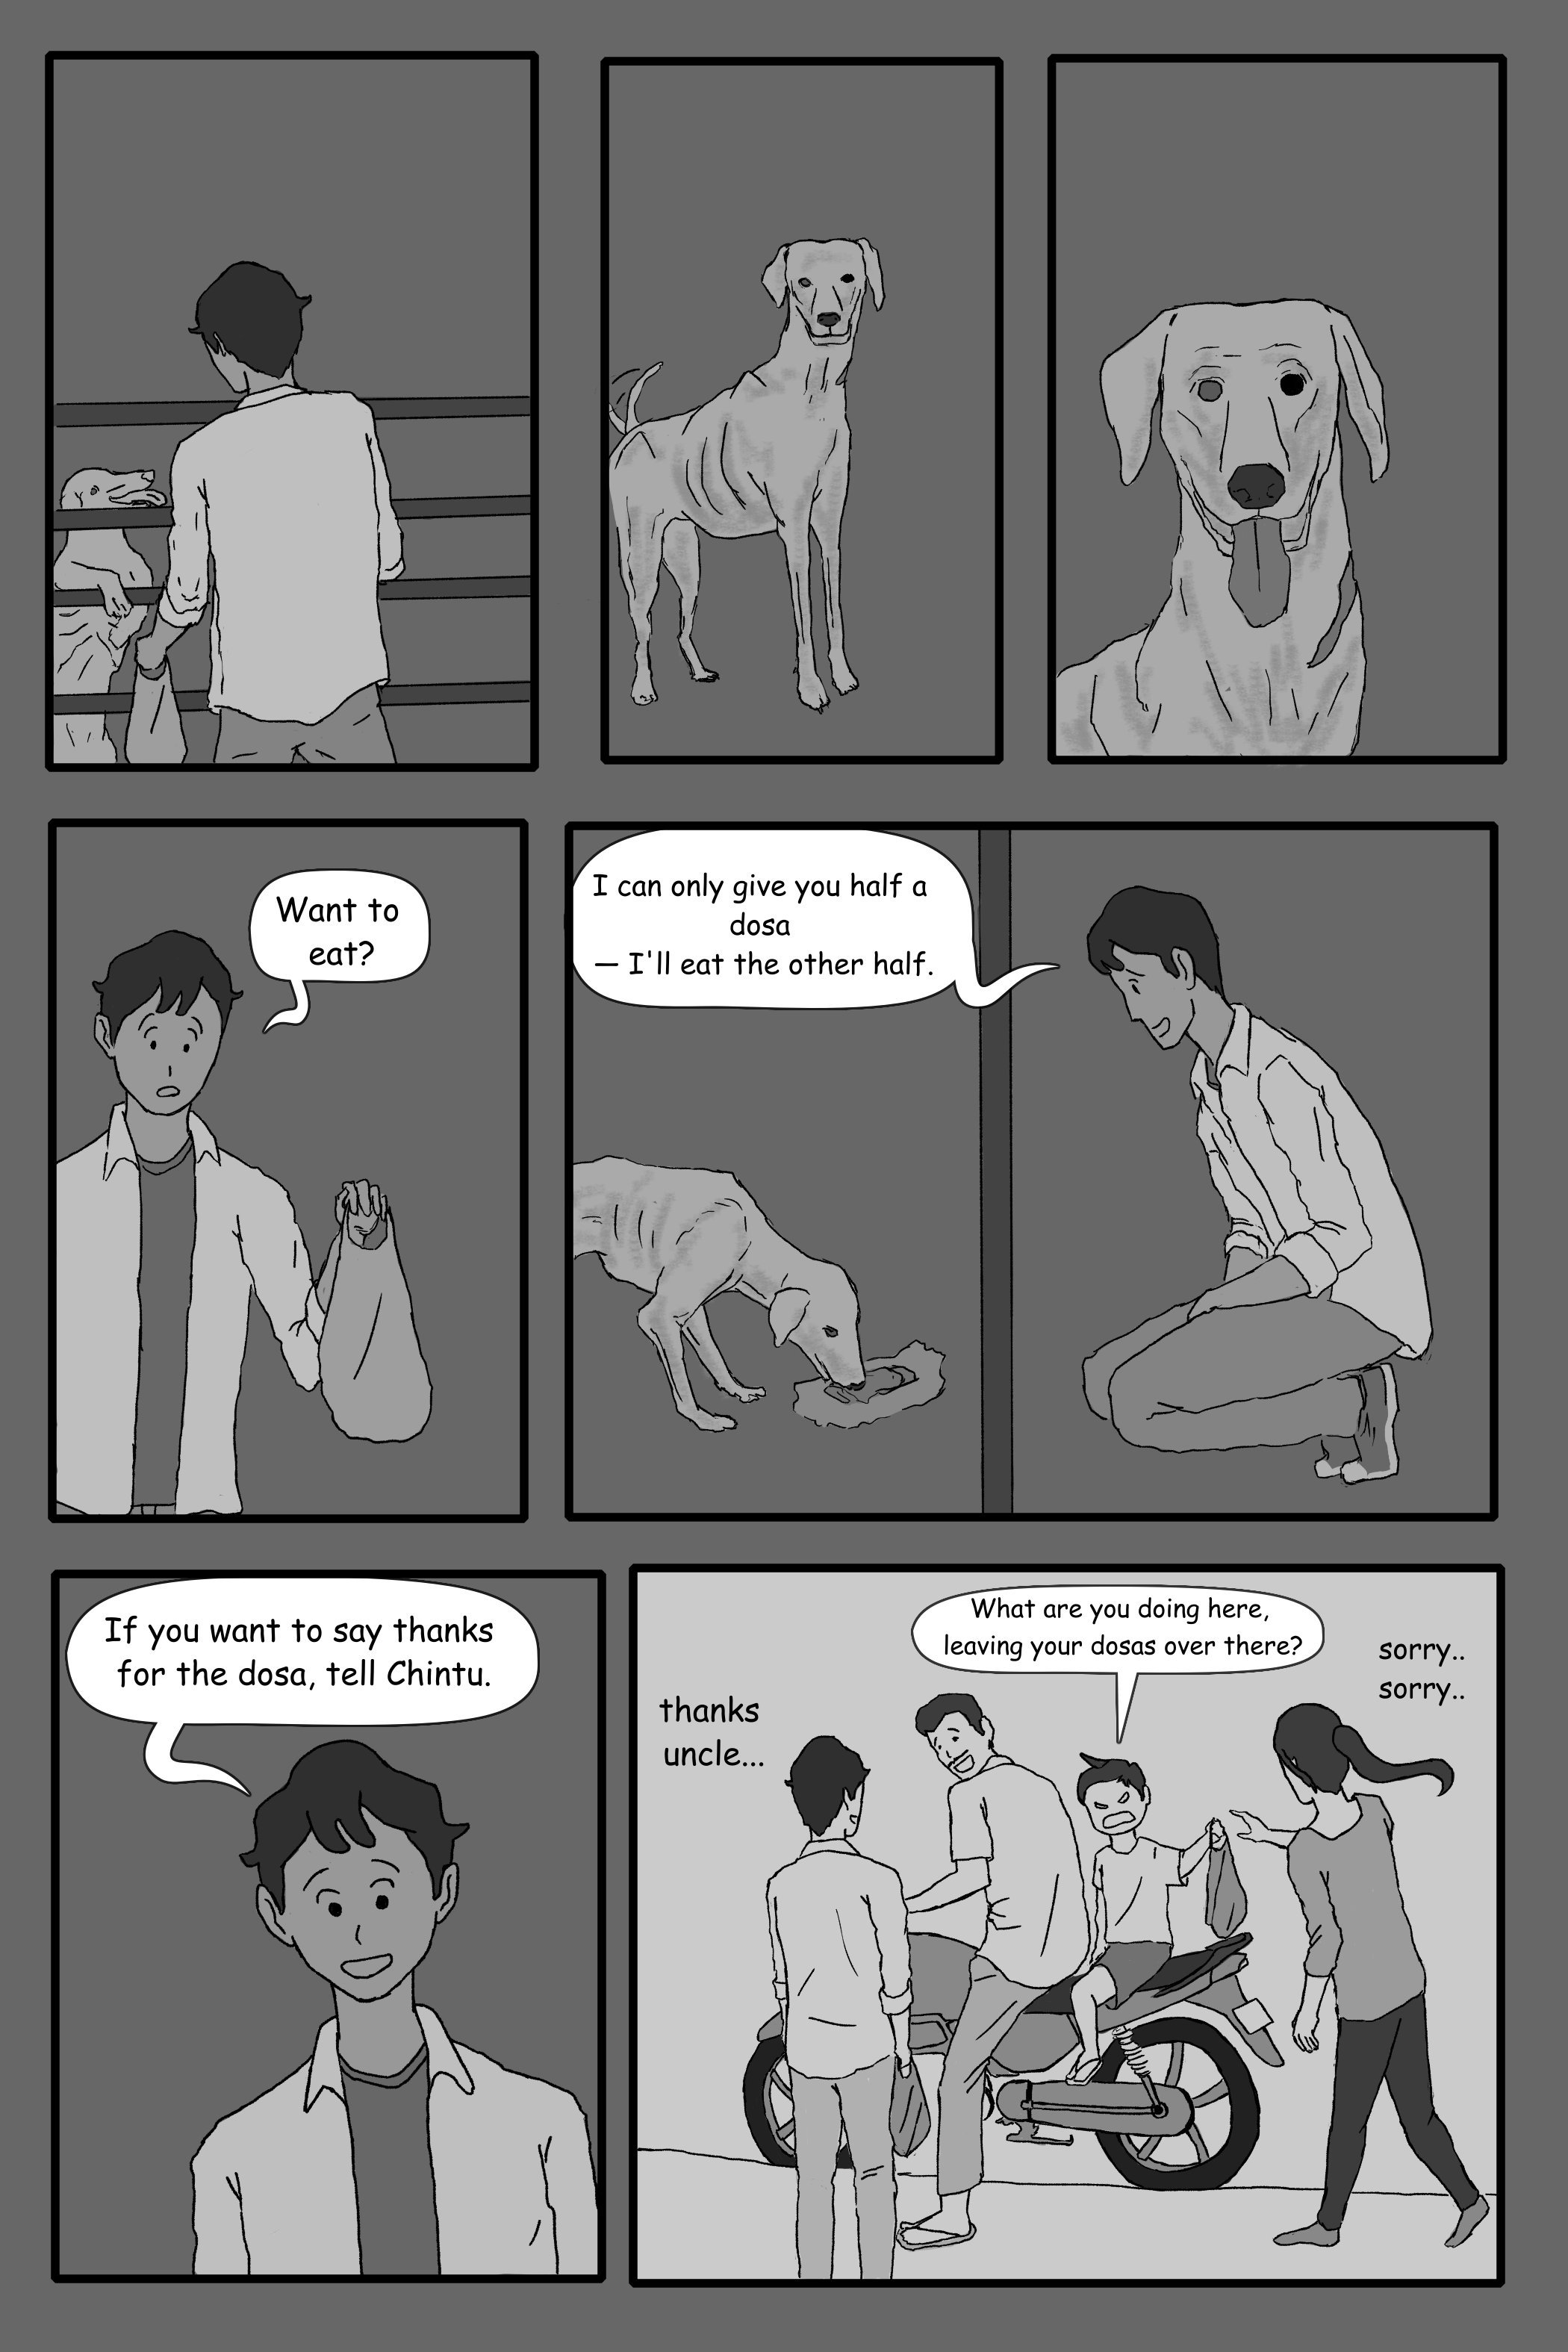 Want to
eat?
I can only give you half a
dosa
— I'll eat the other half.
If you want to say thanks
for the dosa, tell Chintu.
thanks
uncle...
What are you doing here,
leaving your dosas over there?
sorry..
sorry..